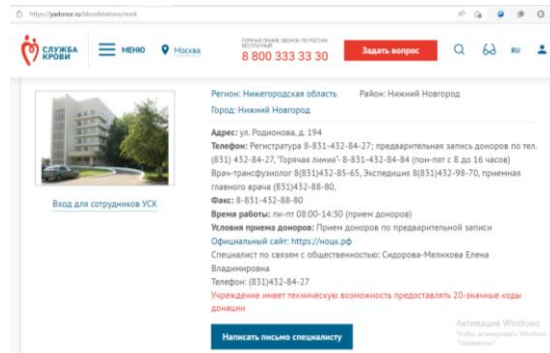 https://yadonor.ru/bloodstations/nock
СЛУЖБА КРОВИ
МЕНЮ
Москва
ГОРЯЧАЯ ЛИНИЯ. ЗВОНОК ПО РОССИИ БЕСПЛАТНЫЙ
8 800 333 33 30
Задать вопрос
RU
Вход для сотрудников УСК
Регион: Нижегородская область Район: Нижний Новгород
Город: Нижний Новгород
Адрес: ул. Родионова, д. 194
Телефон: Регистратура 8-831-432-84-27; предварительная запись доноров по тел.
(831) 432-84-27, "Горячая линия"- 8-831-432-84-84 (пон-пят с 8 до 16 часов)
Врач-трансфузиолог 8(831)432-85-65, Экспедиция 8(831)432-98-70, приемная
главного врача (831)432-88-80,
Факс: 8-831-432-88-80
Время работы: пн-пт 08:00-14:30 (прием доноров)
Условия приема доноров: Прием доноров по предварительной записи
Официальный сайт: https://ноцк.рф
Специалист по связям с общественностью: Сидорова-Мелихова Елена
Владимировна
Телефон: (831)432-84-27
Учреждение имеет техническую возможность предоставлять 20-значные коды
донации
Написать письмо специалисту
Активация Windows
Чтобы активировать Windows,
"Параметры"